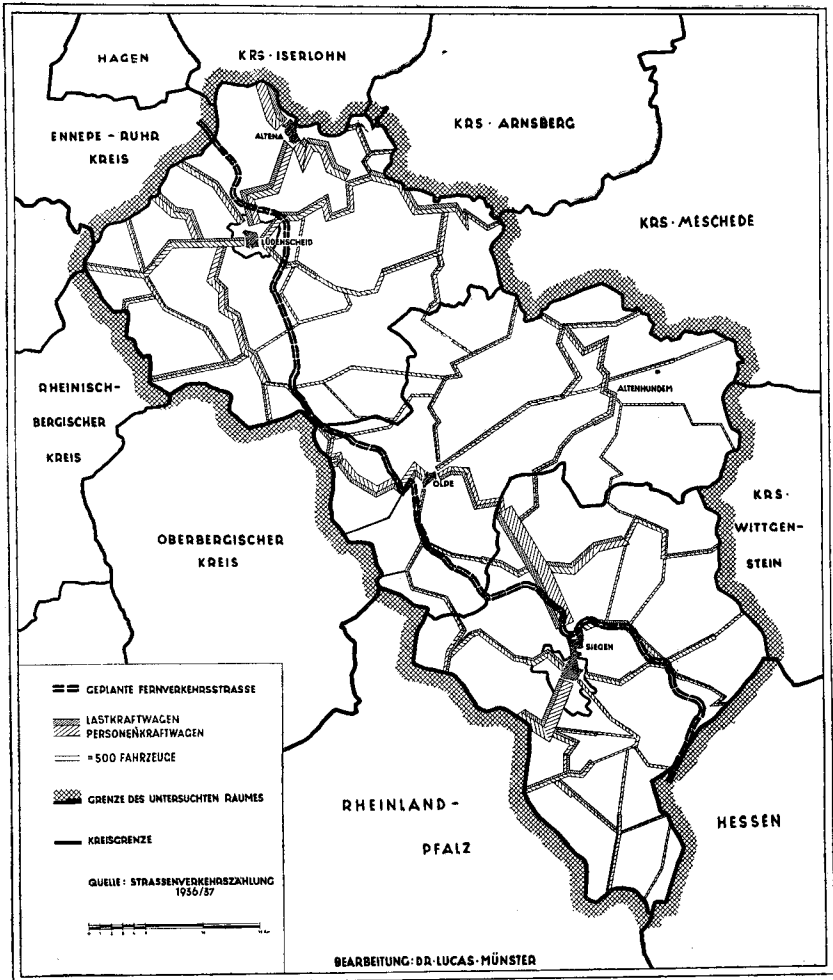 HAGEN
KRS·ISERLOHN
ENNEPE-RUHR
KREIS
ALTENA
KRS·ARNSBERG
KRS·MESCHEDE
LÜDENSCHEID
RHEINISCH-
BERGISCHER
KREIS
ALTENHUNDEM
OLPE
KRS·
WITTGEN-
STEIN
OBERBERGISCHER
KREIS
SIEGEN
GEPLANTE FERNVERKEHRSSTRASSE
LASTKRAFTWAGEN
PERSONENKRAFTWAGEN
=500 FAHRZEUGE
GRENZE DES UNTERSUCHTEN RAUMES
KREISGRENZE
QUELLE: STRASSENVERKEHRSZÄHLUNG
1936/37
RHEINLAND-
PFALZ
HESSEN
BEARBEITUNG: DR·LUCAS·MÜNSTER